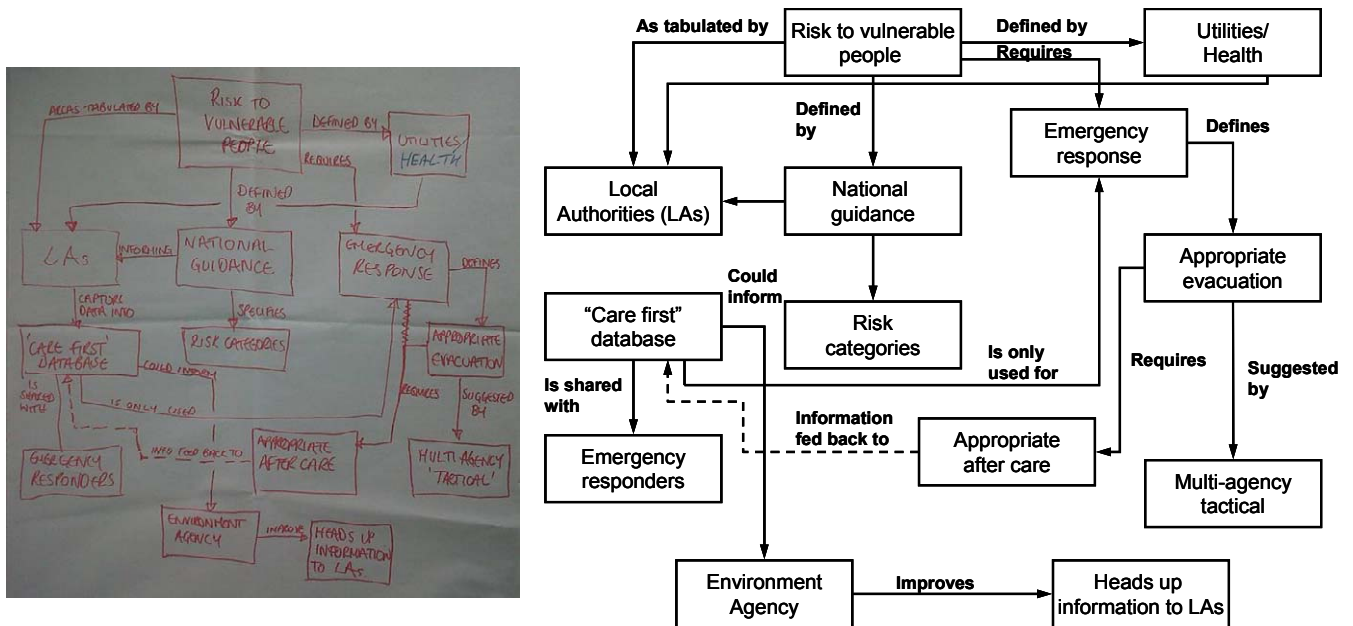 AREAS TABULATED BY
RISK TO
VULNERABLE
PEOPLE
DEFINED BY
UTILITIES/
HEALTH
REQUIRES
DEFINED
BY
LAs
INFORMING
NATIONAL
GUIDANCE
EMERGENCY
RESPONSE
DEFINES
CAPTURE
DATA INTO
SPECIFIES
'CARE FIRST'
DATABASE
RISK CATEGORIES
APPROPRIATE
EVACUATION
COULD INFORM
IS
SHARED
WITH
IS ONLY USED
REQUIRES
SUGGESTED
BY
INFO FEED BACK TO
APPROPRIATE
AFTER CARE
EMERGENCY
RESPONDERS
MULTI AGENCY
'TACTICAL'
ENVIRONMENT
AGENCY
IMPROVE
HEADS UP
INFORMATION
TO LAs
As tabulated by
Risk to vulnerable
people
Defined by
Requires
Utilities/
Health
Defined
by
Emergency
response
Defines
Local
Authorities (LAs)
National
guidance
Appropriate
evacuation
Could
inform
"Care first"
database
Risk
categories
Is only
used for
Requires
Suggested
by
Is shared
with
Information
fed back to
Appropriate
after care
Emergency
responders
Multi-agency
tactical
Environment
Agency
Improves
Heads up
information to LAs